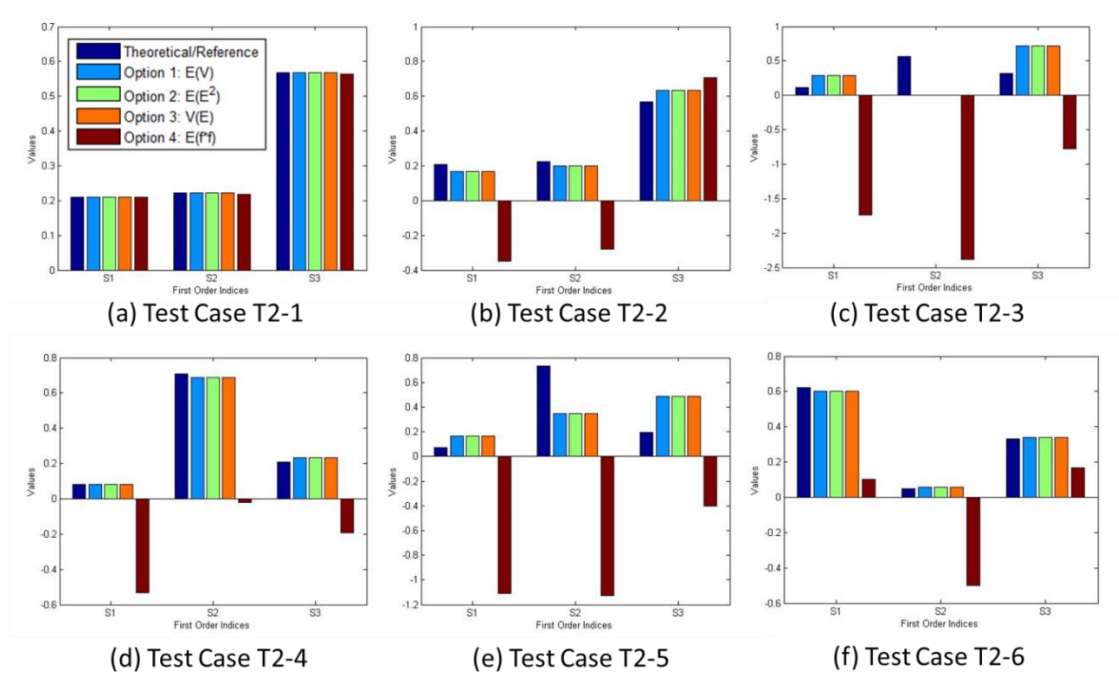 0.7
0.6
0.5
0.4
0.3
0.2
0.1
0
Values
Theoretical/Reference
Option 1: E(V)
Option 2: E(E²)
Option 3: V(E)
Option 4: E(f*f)
S1 S2 S3
First Order Indices
(a) Test Case T2-1
1
0.8
0.6
0.4
0.2
0
-0.2
-0.4
Values
S1 S2 S3
First Order Indices
(b) Test Case T2-2
1
0.5
0
-0.5
-1
-1.5
-2
-2.5
Values
S1 S2 S3
First Order Indices
(c) Test Case T2-3
0.8
0.6
0.4
0.2
0
-0.2
-0.4
-0.6
Values
S1 S2 S3
First Order Indices
(d) Test Case T2-4
0.8
0.6
0.4
0.2
0
-0.2
-0.4
-0.6
-0.8
-1
-1.2
Values
S1 S2 S3
First Order Indices
(e) Test Case T2-5
0.8
0.6
0.4
0.2
0
-0.2
-0.4
-0.6
Values
S1 S2 S3
First Order Indices
(f) Test Case T2-6